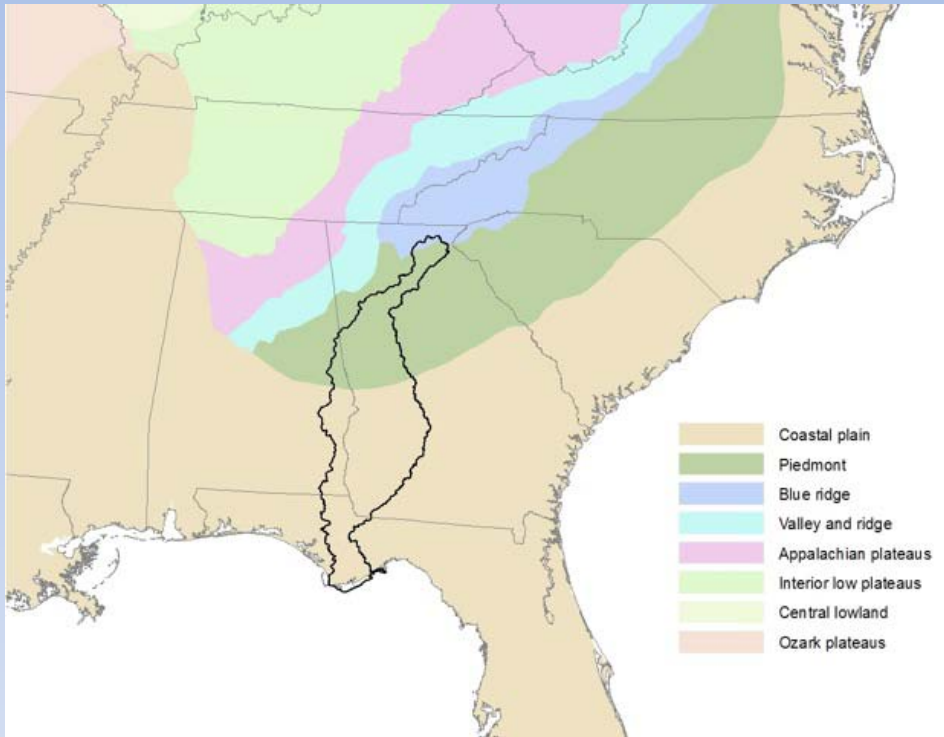 Coastal plain
Piedmont
Blue ridge
Valley and ridge
Appalachian plateaus
Interior low plateaus
Central lowland
Ozark plateaus